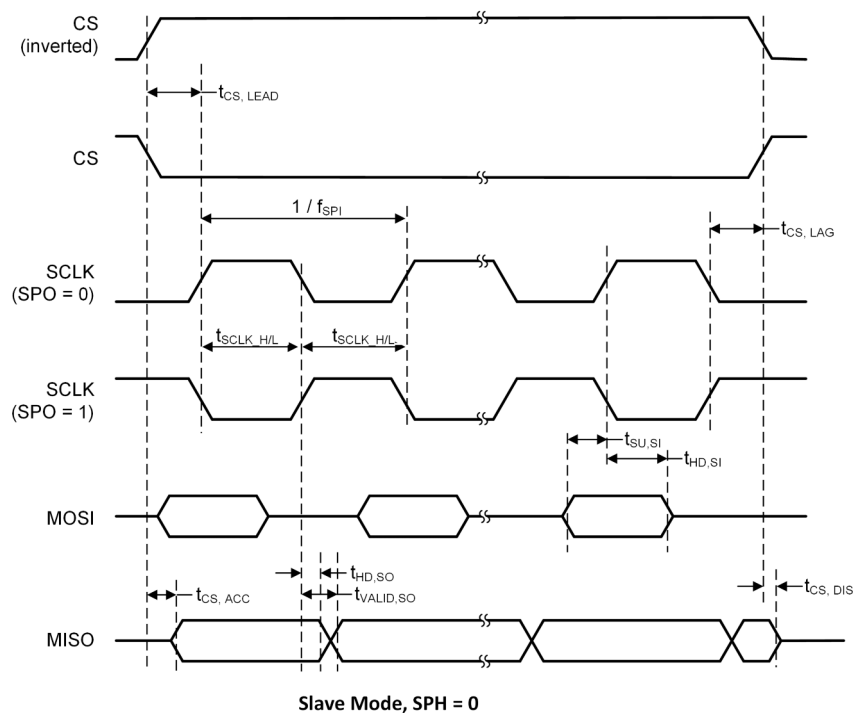 CS
(inverted)
tCS, LEAD
CS
1 / fSPI
tCS, LAG
SCLK
(SPO = 0)
tSCLK_H/L
tSCLK_H/L
SCLK
(SPO = 1)
tSU,SI
tHD,SI
MOSI
tHD,SO
tVALID,SO
tCS, ACC
tCS, DIS
MISO
Slave Mode, SPH = 0